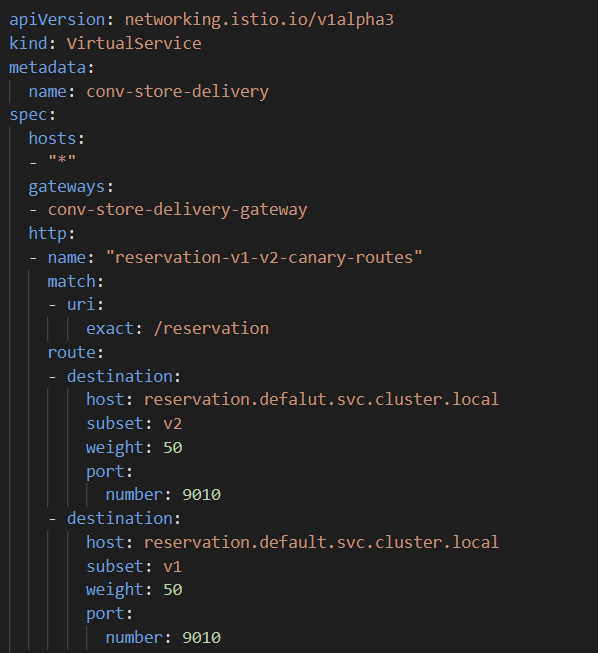 apiVersion: networking.istio.io/v1alpha3
kind: VirtualService
metadata:
  name: conv-store-delivery
spec:
  hosts:
  - "*"
  gateways:
  - conv-store-delivery-gateway
  http:
  - name: "reservation-v1-v2-canary-routes"
    match:
    - uri:
        exact: /reservation
    route:
    - destination:
        host: reservation.defalut.svc.cluster.local
        subset: v2
        weight: 50
        port:
          number: 9010
    - destination:
        host: reservation.default.svc.cluster.local
        subset: v1
        weight: 50
        port:
          number: 9010